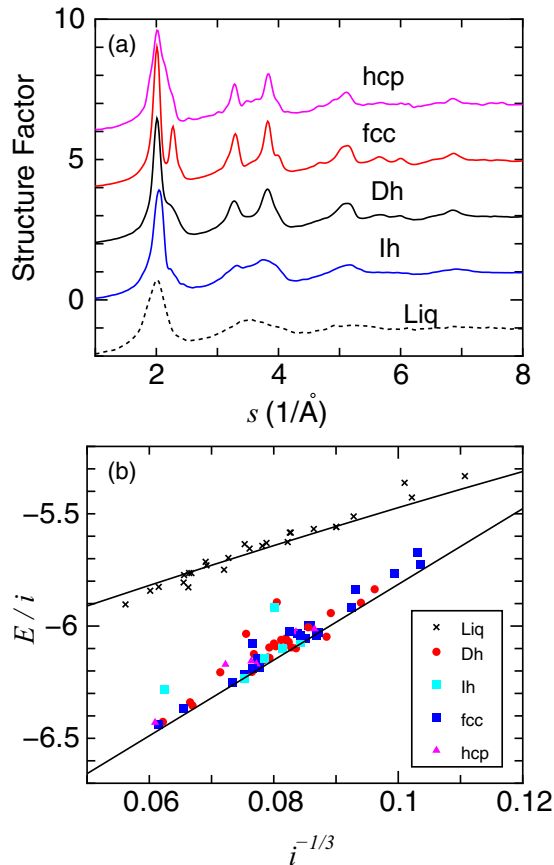 10
(a)
hcp
5
fcc
Dh
Ih
0
Liq
Structure Factor
2 4 6 8
s (1/Å)
(b)
−5.5
−6
−6.5
E / i
Liq
Dh
Ih
fcc
hcp
0.06 0.08 0.1 0.12
i^{−1/3}